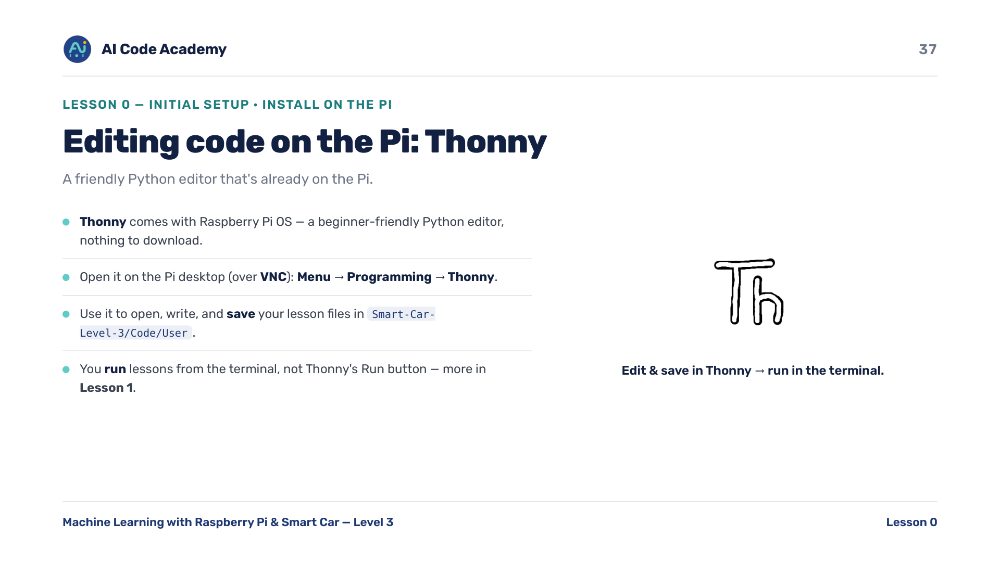 AI Code Academy
37
LESSON 0 — INITIAL SETUP • INSTALL ON THE PI
Editing code on the Pi: Thonny
A friendly Python editor that's already on the Pi.
Thonny comes with Raspberry Pi OS — a beginner-friendly Python editor,
nothing to download.
Open it on the Pi desktop (over VNC): Menu → Programming → Thonny.
Use it to open, write, and save your lesson files in Smart-Car-
Level-3/Code/User.
You run lessons from the terminal, not Thonny's Run button — more in
Lesson 1.
Th
Edit & save in Thonny → run in the terminal.
Machine Learning with Raspberry Pi & Smart Car — Level 3
Lesson 0